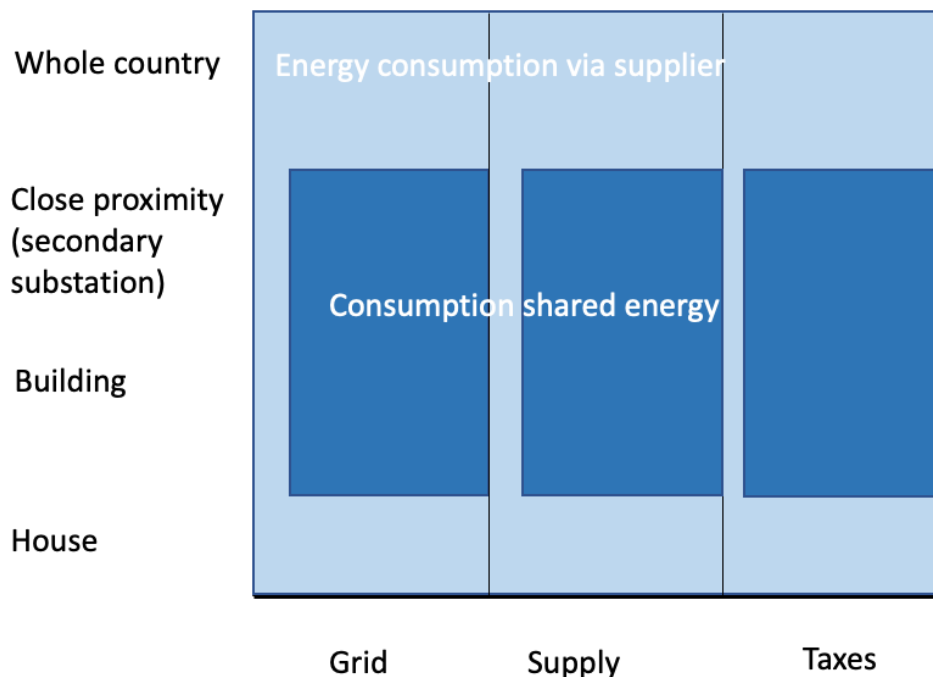 Whole country
Energy consumption via supplier
Close proximity
(secondary
substation)
Consumption shared energy
Building
House
Grid
Supply
Taxes